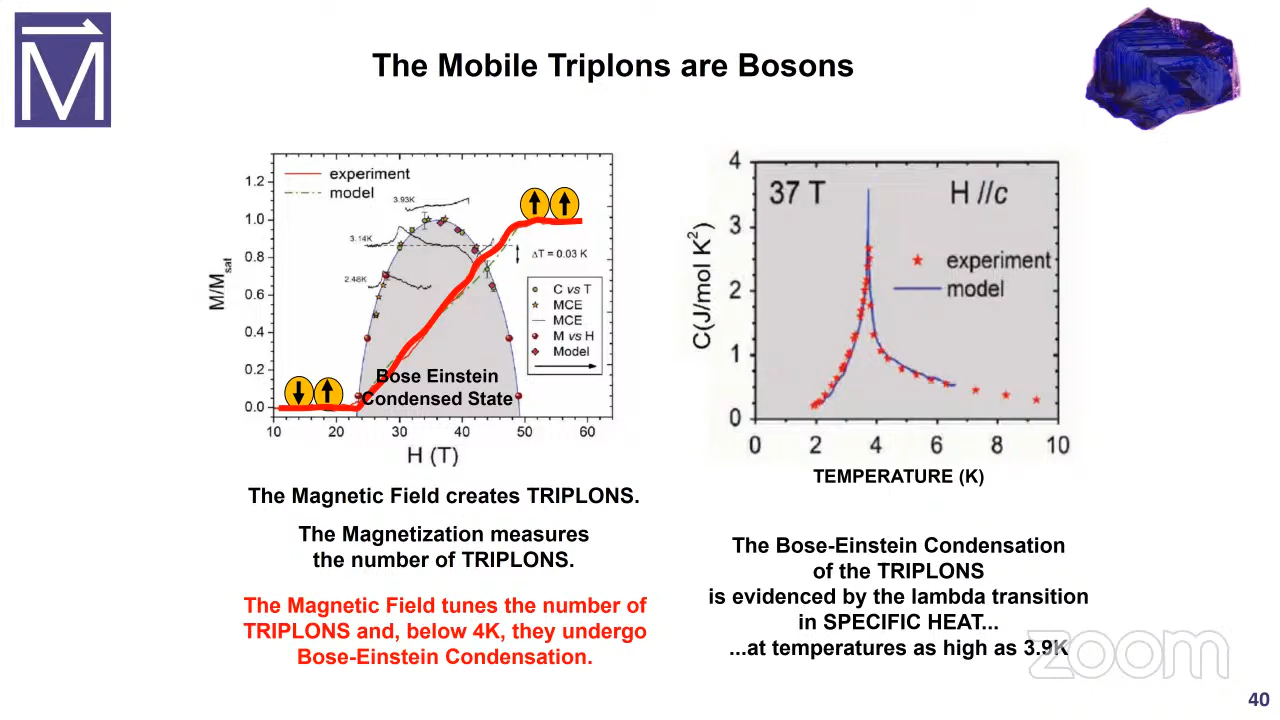 M
The Mobile Triplons are Bosons
experiment
model
3.93K
3.14K
2.48K
ΔT = 0.03 K
C vs T
MCE
MCE
M vs H
Model
Bose Einstein
Condensed State
1.2
1.0
0.8
0.6
0.4
0.2
0.0
M/Msat
10 20 30 40 50 60
H (T)
37 T H //c
experiment
model
4
3
2
1
0
C(J/mol K²)
0 2 4 6 8 10
TEMPERATURE (K)
The Magnetic Field creates TRIPLONS.
The Magnetization measures
the number of TRIPLONS.
The Magnetic Field tunes the number of
TRIPLONS and, below 4K, they undergo
Bose-Einstein Condensation.
The Bose-Einstein Condensation
of the TRIPLONS
is evidenced by the lambda transition
in SPECIFIC HEAT...
...at temperatures as high as 3.9K
zoom
40